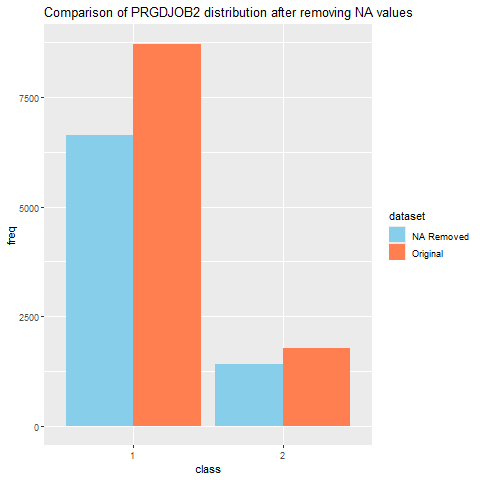 Comparison of PRGDJOB2 distribution after removing NA values
freq
7500
5000
2500
0
1
2
class
dataset
NA Removed
Original